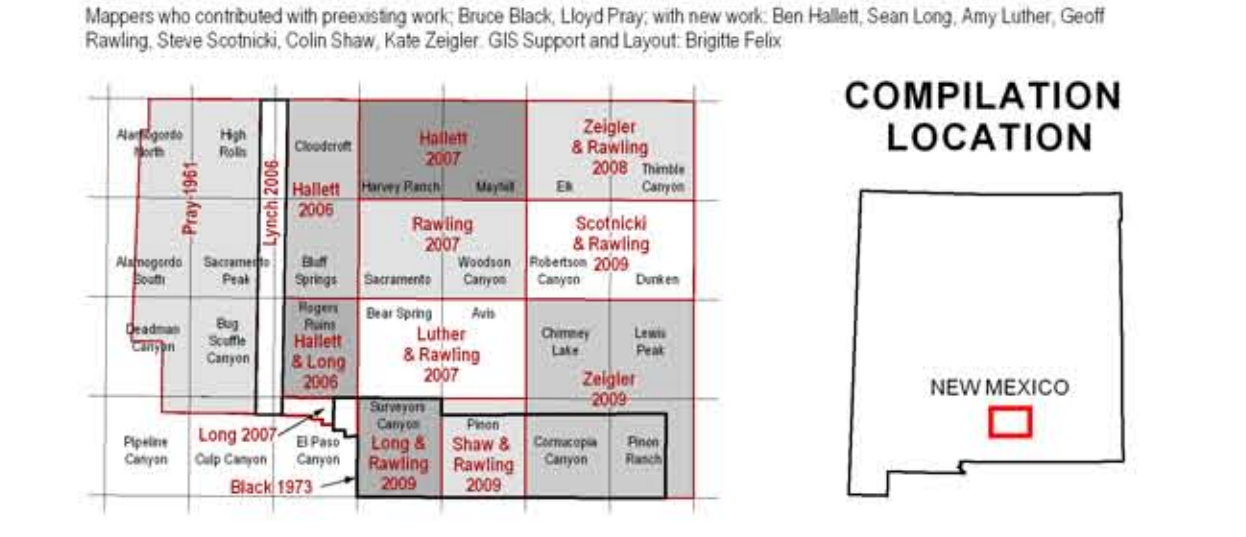 Mappers who contributed with preexisting work; Bruce Black, Lloyd Pray; with new work: Ben Hallett, Sean Long, Amy Luther, Geoff
Rawling, Steve Scotnicki, Colin Shaw, Kate Zeigler. GIS Support and Layout: Brigitte Felix
COMPILATION
LOCATION
Alamogordo
North
High
Rolls
Cloudcroft
Hallett
2007
Harvey Ranch
Mayhill
Zeigler
& Rawling
2008
Thimble
Canyon
Elk
Pray 1961
Lynch 2006
Hallett
2006
Alamogordo
South
Sacramento
Peak
Bluff
Springs
Rawling
2007
Sacramento
Woodson
Canyon
Scotnicki
& Rawling
2009
Robertson
Canyon
Dunken
Deadman
Canyon
Bug
Scuffle
Canyon
Rogers
Ruins
Hallett
& Long
2006
Bear Spring
Avis
Luther
& Rawling
2007
Chimney
Lake
Lewis
Peak
Zeigler
2009
Pipeline
Canyon
Long 2007
Culp Canyon
El Paso
Canyon
Black 1973
Surveyors
Canyon
Long &
Rawling
2009
Pinon
Shaw &
Rawling
2009
Cornucopia
Canyon
Pinon
Ranch
NEW MEXICO